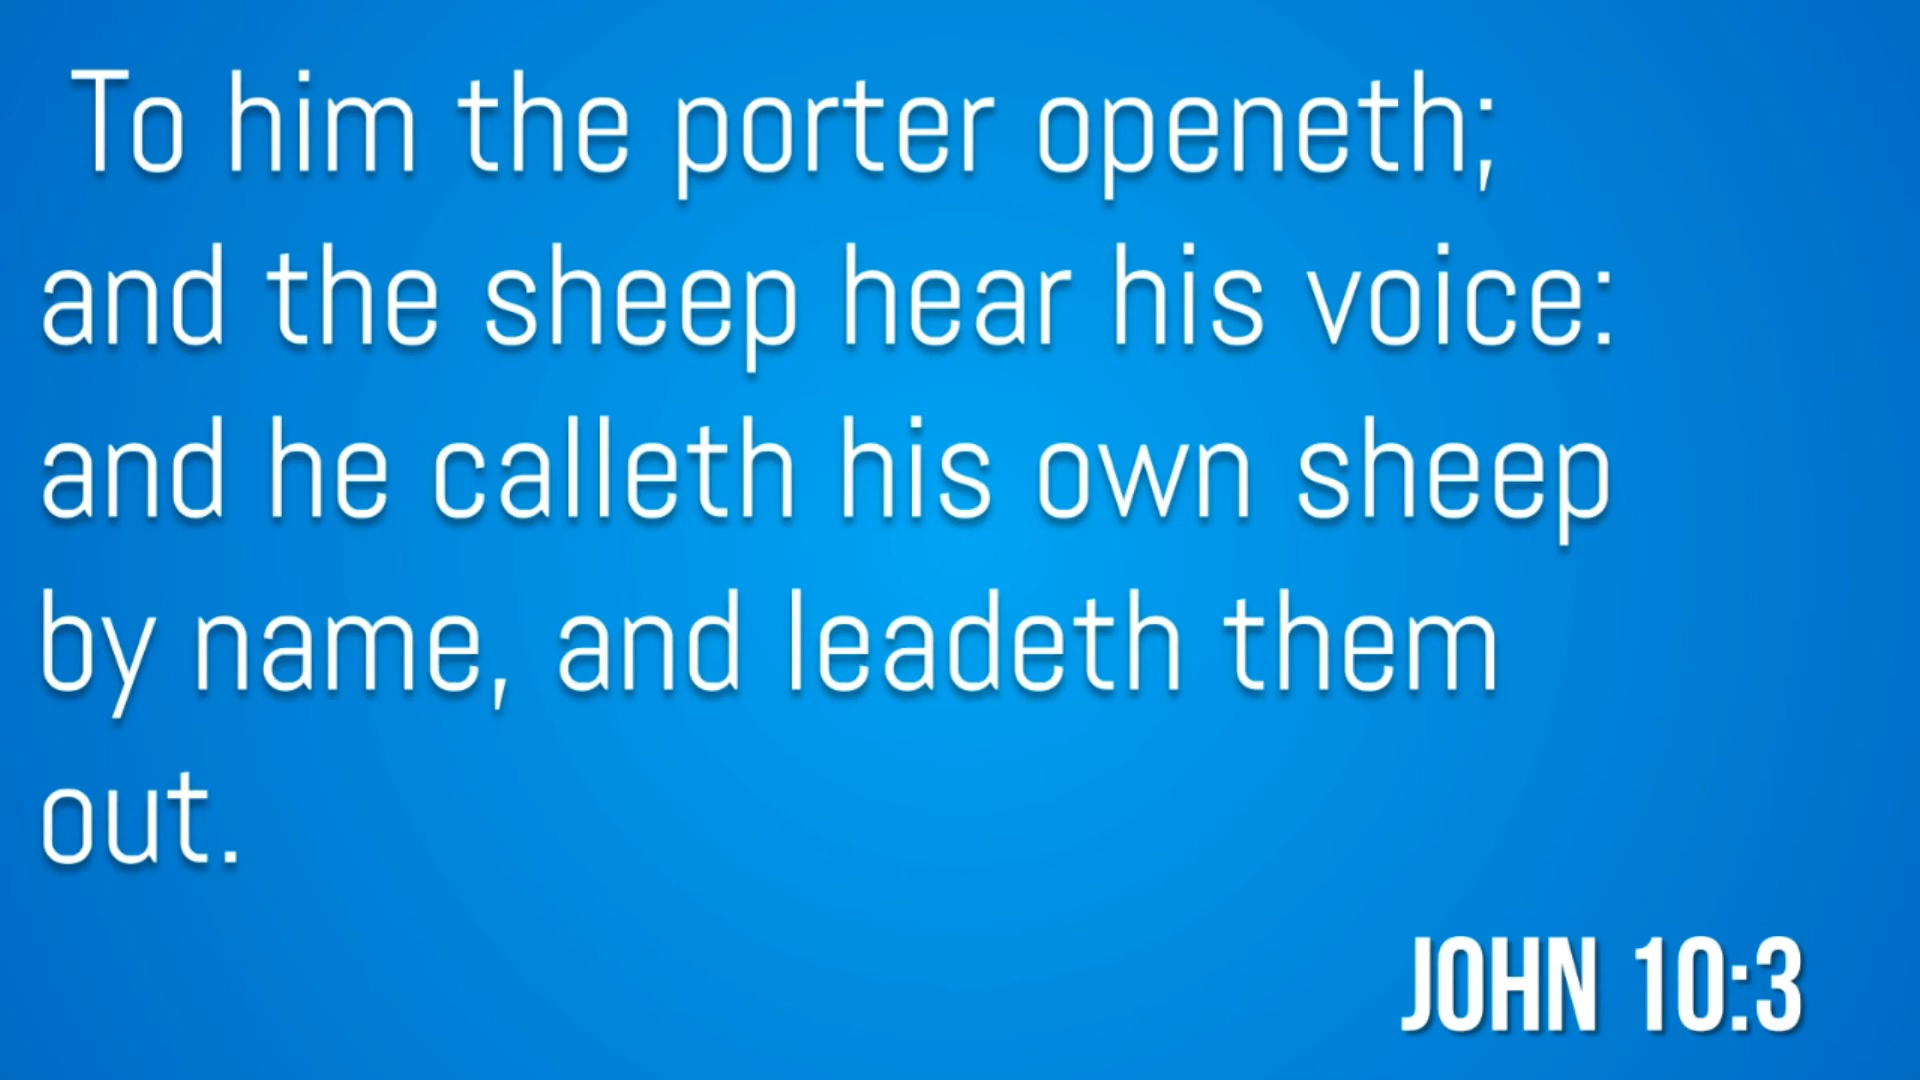 To him the porter openeth;
and the sheep hear his voice:
and he calleth his own sheep
by name, and leadeth them
out.
JOHN 10:3